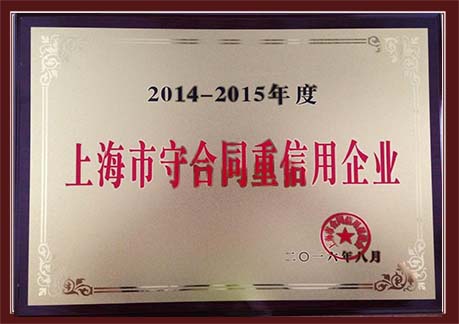 2014-2015年度
上海市守合同重信用企业
二〇一六年八月